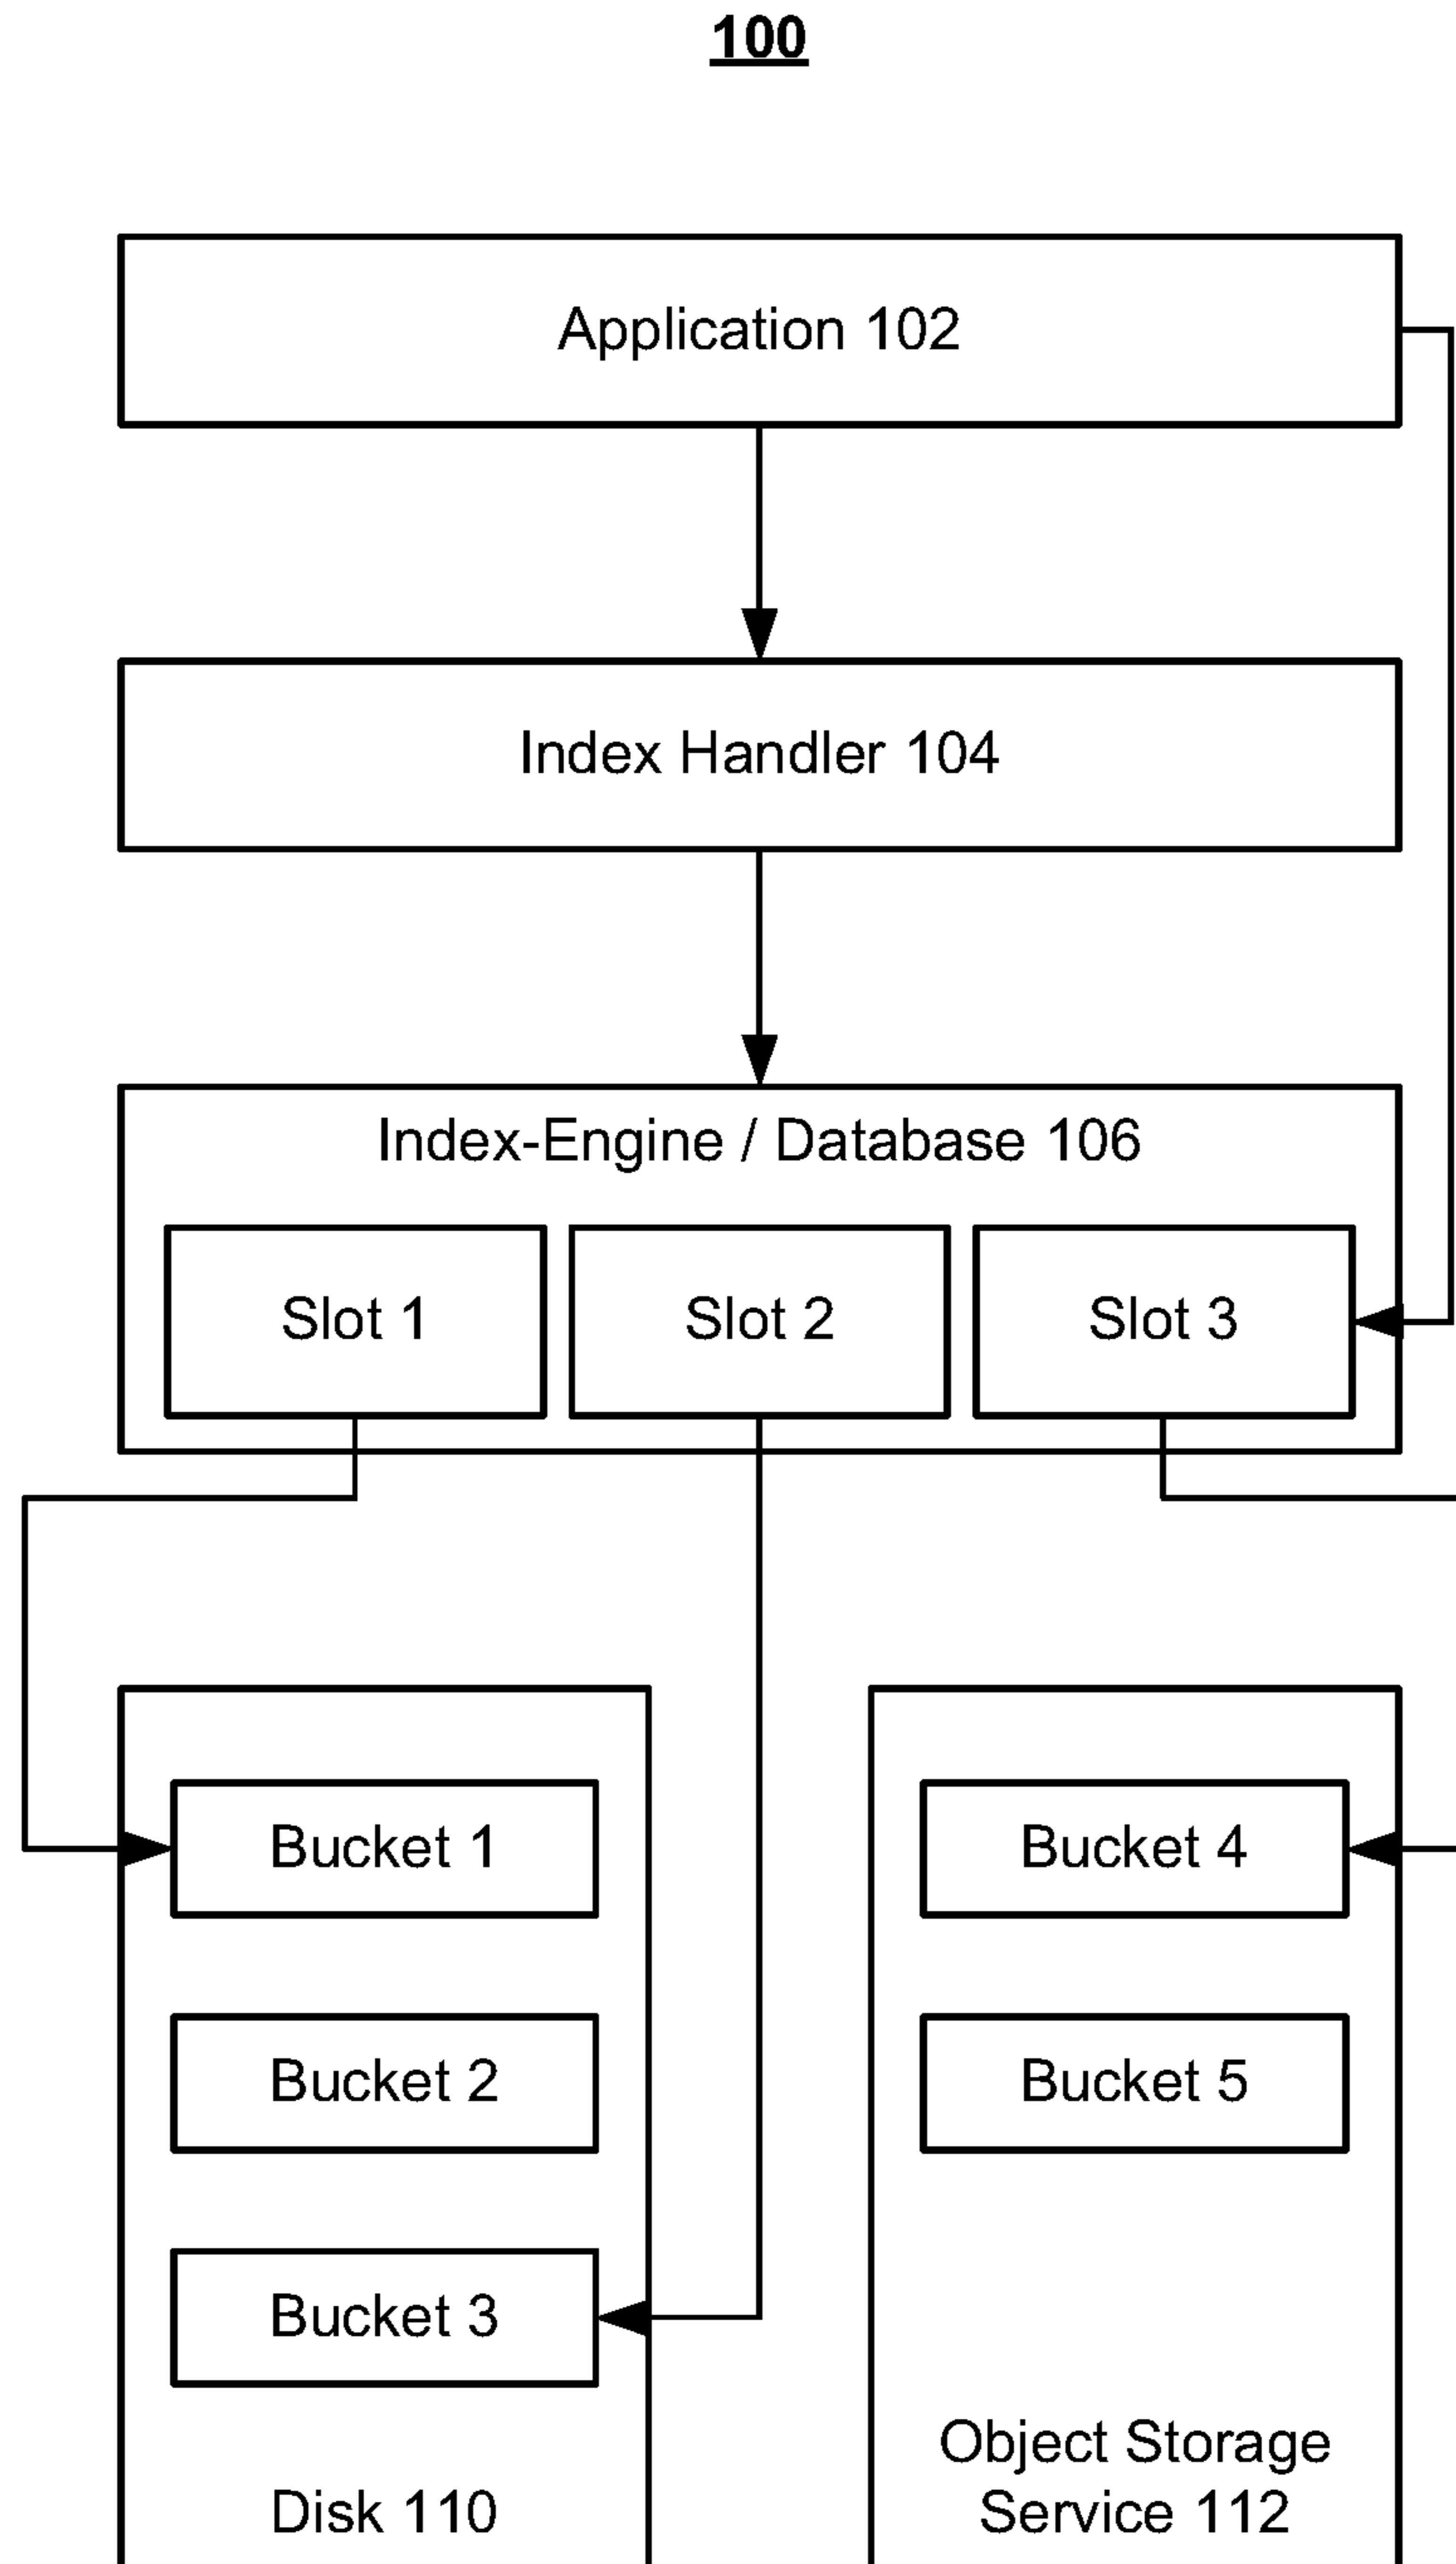 100
Application 102
Index Handler 104
Index-Engine / Database 106
Slot 1
Slot 2
Slot 3
Bucket 1
Bucket 4
Bucket 2
Bucket 5
Bucket 3
Object Storage
Disk 110
Service 112